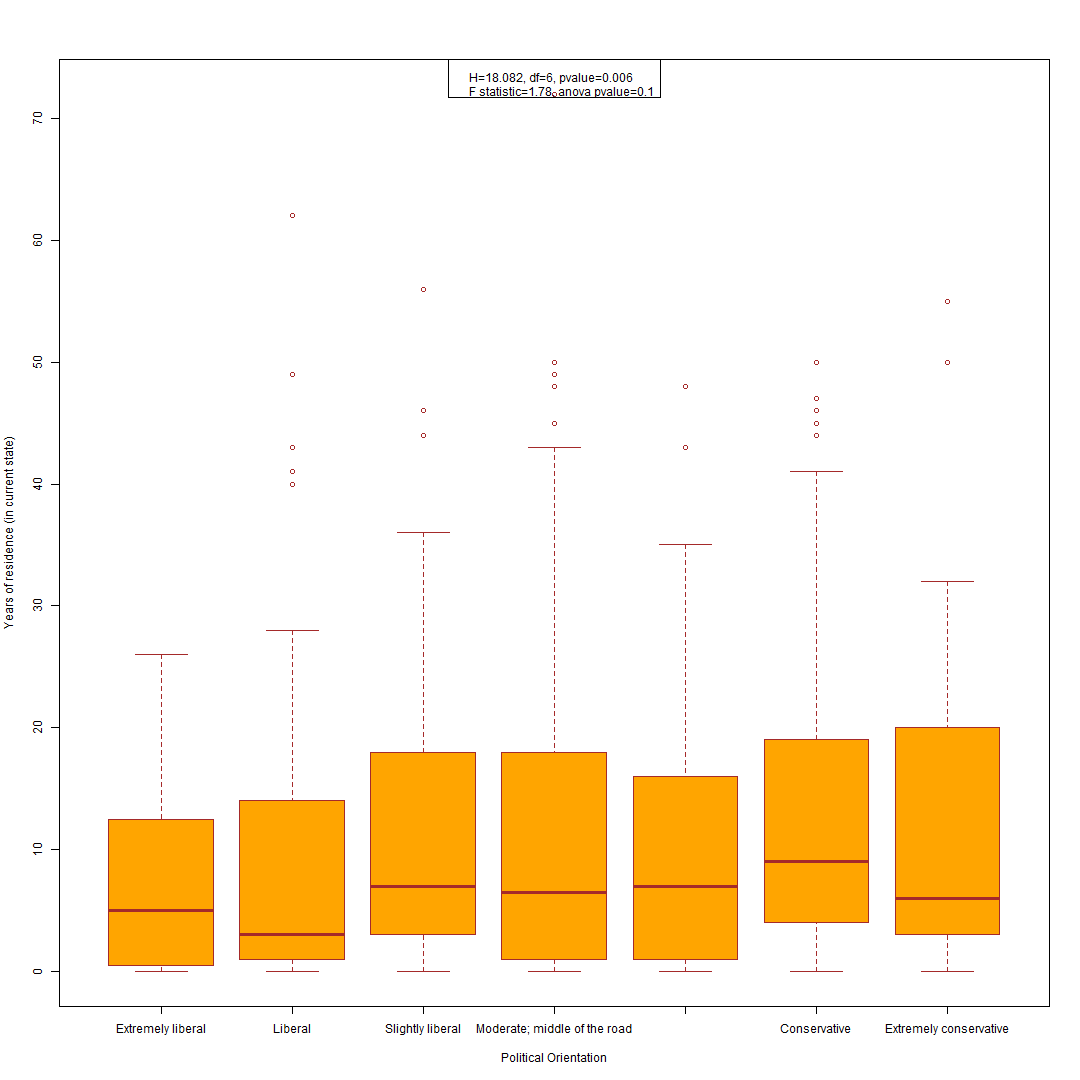 H=18.082, df=6, pvalue=0.006
F statistic=1.78, anova pvalue=0.1
70
60
50
40
30
20
10
0
Years of residence (in current state)
Extremely liberal
Liberal
Slightly liberal
Moderate; middle of the road
Conservative
Extremely conservative
Political Orientation